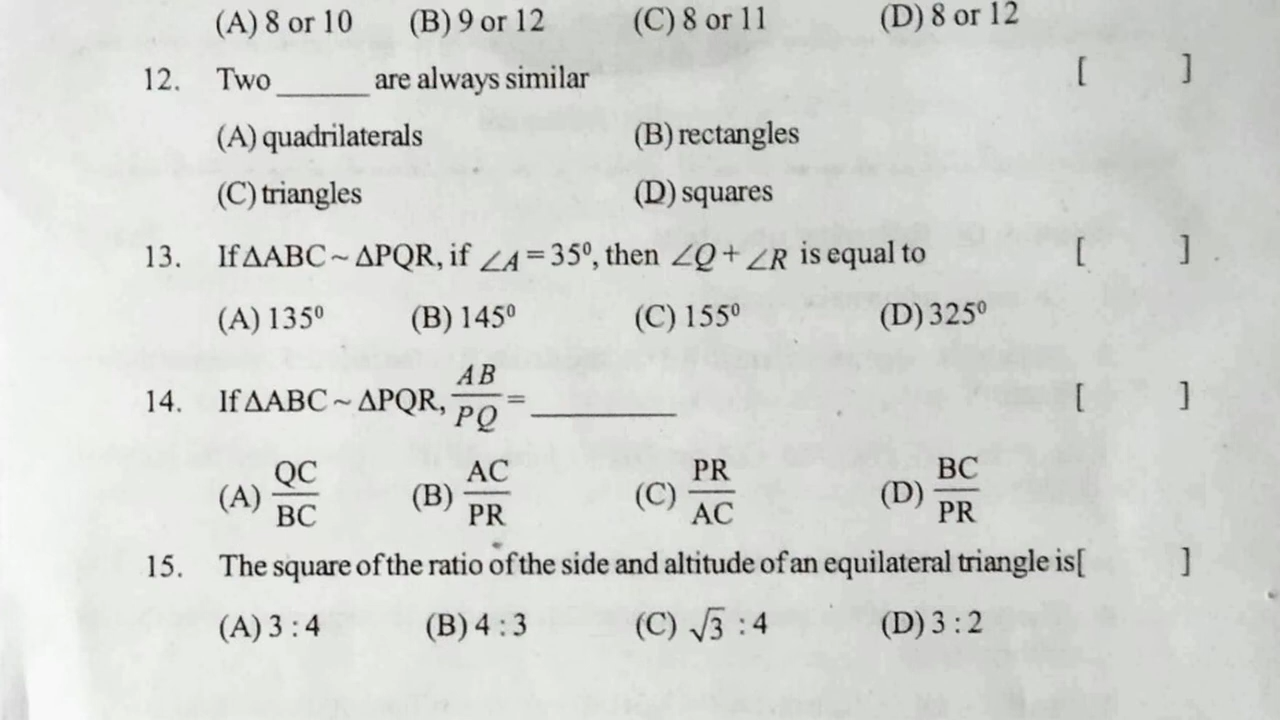 (A) 8 or 10 (B) 9 or 12 (C) 8 or 11 (D) 8 or 12
12. Two ______ are always similar [ ]
(A) quadrilaterals (B) rectangles
(C) triangles (D) squares
13. If ΔABC ~ ΔPQR, if ∠A = 35⁰, then ∠Q + ∠R is equal to [ ]
(A) 135⁰ (B) 145⁰ (C) 155⁰ (D) 325⁰
14. If ΔABC ~ ΔPQR, AB/PQ = ________ [ ]
(A) QC/BC (B) AC/PR (C) PR/AC (D) BC/PR
15. The square of the ratio of the side and altitude of an equilateral triangle is [ ]
(A) 3 : 4 (B) 4 : 3 (C) √3 : 4 (D) 3 : 2